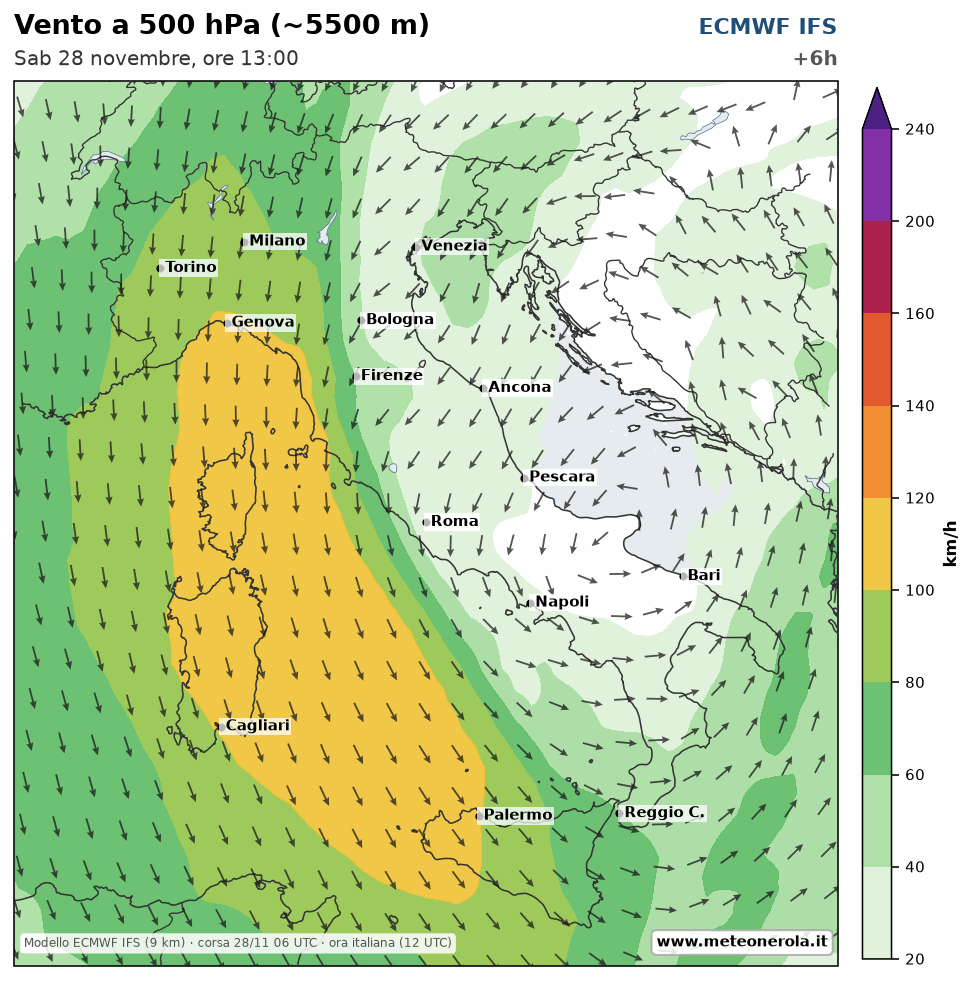 Vento a 500 hPa (~5500 m)
ECMWF IFS
Sab 28 novembre, ore 13:00
+6h
240
200
160
140
120
100
80
60
40
20
km/h
Milano
Venezia
Torino
Genova
Bologna
Firenze
Ancona
Pescara
Roma
Bari
Napoli
Cagliari
Palermo
Reggio C.
Modello ECMWF IFS (9 km) · corsa 28/11 06 UTC · ora italiana (12 UTC)
www.meteonerola.it